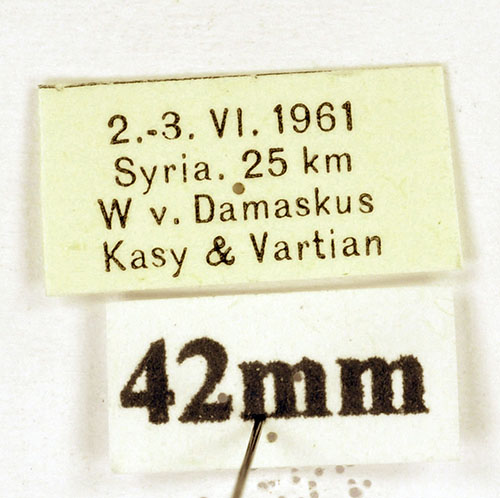 2.-3. VI. 1961
Syria. 25 km
W v. Damaskus
Kasy & Vartian
42mm